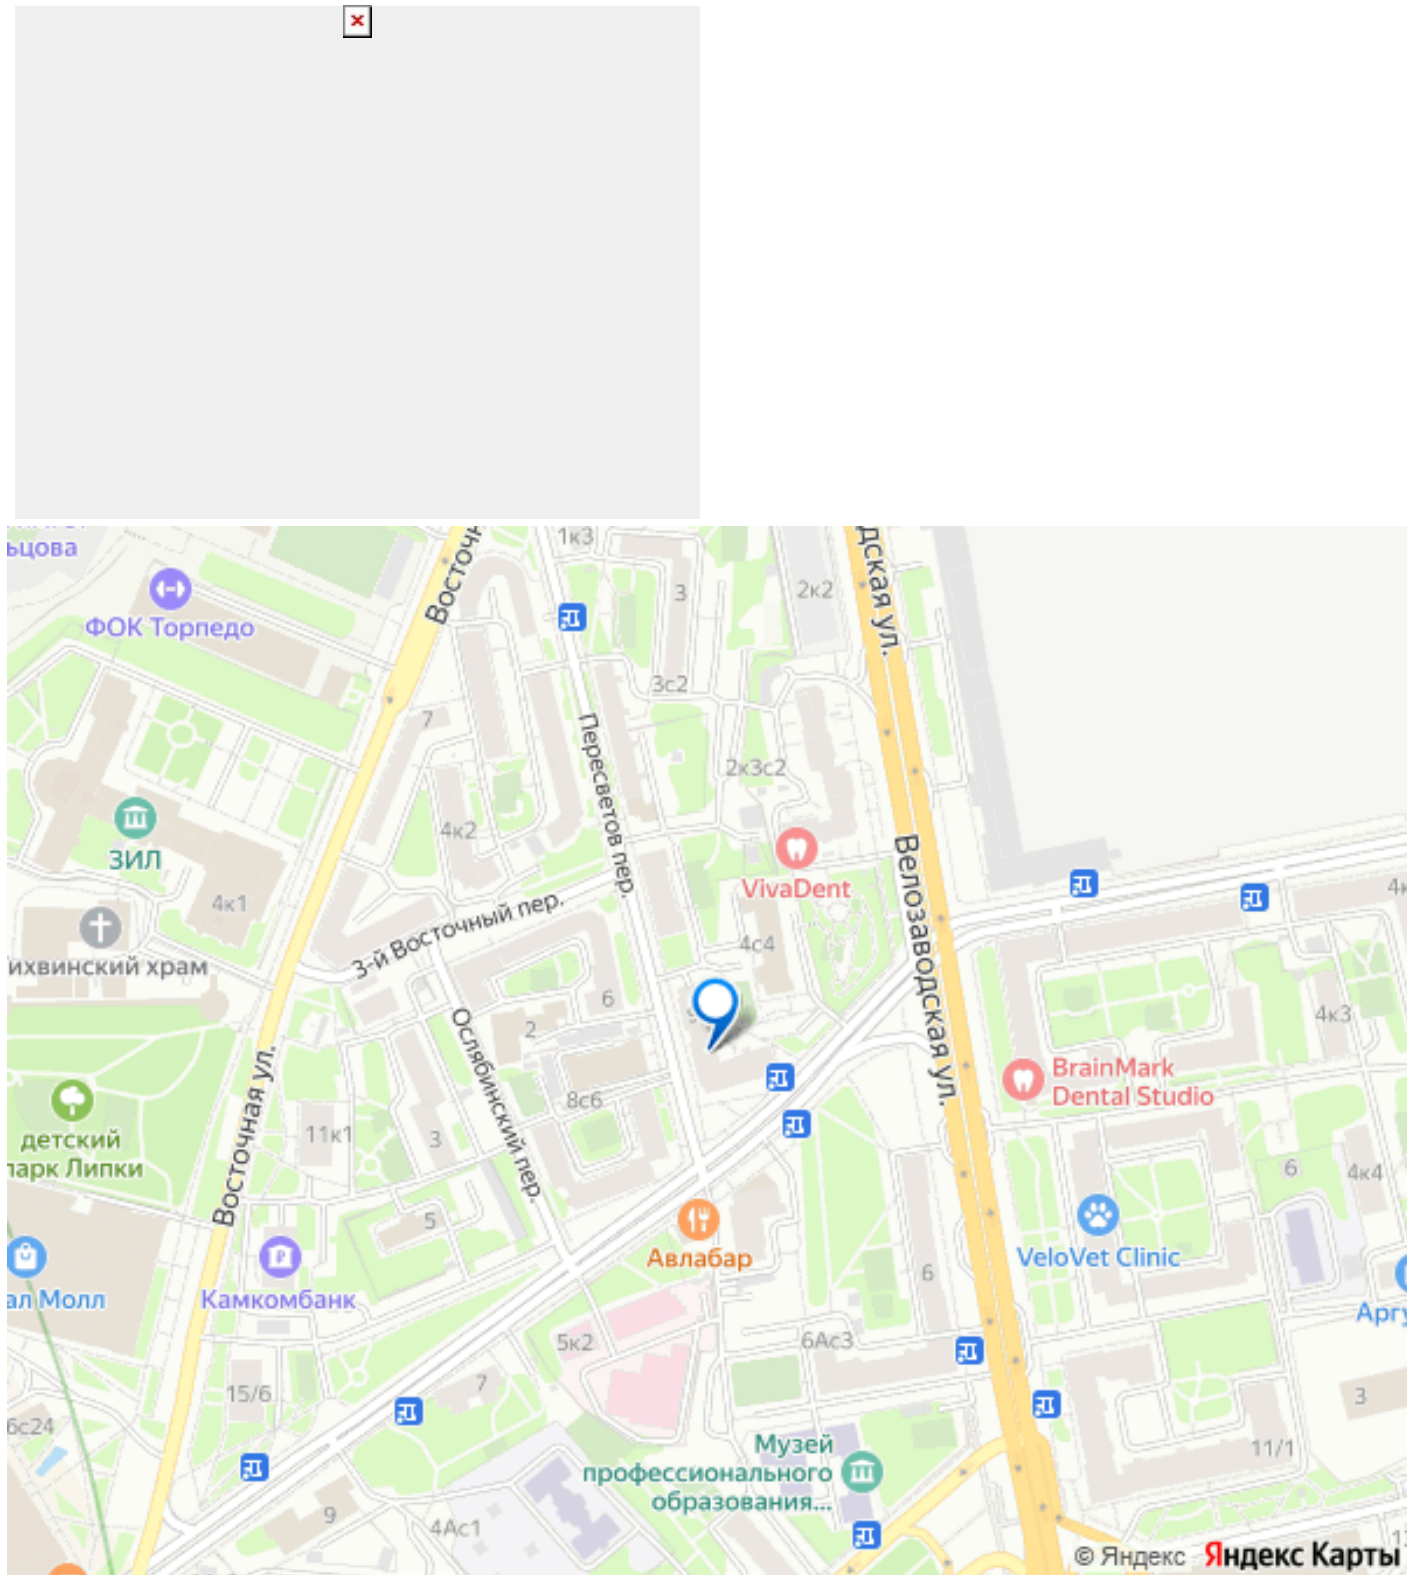 ьцова
Восточн
1к3
3
2к2
дская ул.
ФОК Торпедо
3с2
7
Пересветов пер.
2к3с2
4к2
ЗИЛ
VivaDent
Велозаводская ул.
4к1
3-й Восточный пер.
4с4
ихвинский храм
6
2
Ослябинский пер.
4к3
BrainMark
Dental Studio
8с6
11к1
3
детский
парк Липки
Восточная ул.
6
4к4
5
Авлабар
VeloVet Clinic
6
Камкомбанк
ал Молл
Аргу
5к2
6Ас3
7
15/6
3
6с24
Музей
профессионального
образования...
11/1
9
4Ас1
© Яндекс Яндекс Карты